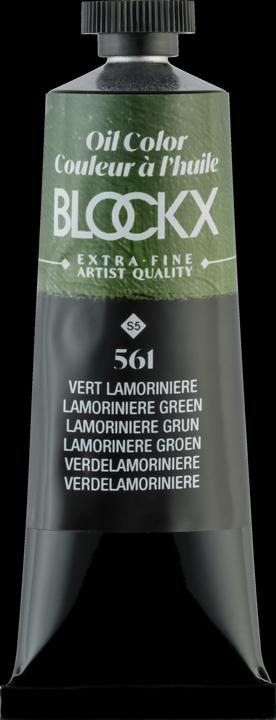 Oil Color
Couleur à l'huile
BLOCKX
EXTRA-FINE
ARTIST QUALITY
S5
561
VERT LAMORINIERE
LAMORINIERE GREEN
LAMORINIERE GRUN
LAMORINERE GROEN
VERDELAMORINIERE
VERDELAMORINIERE